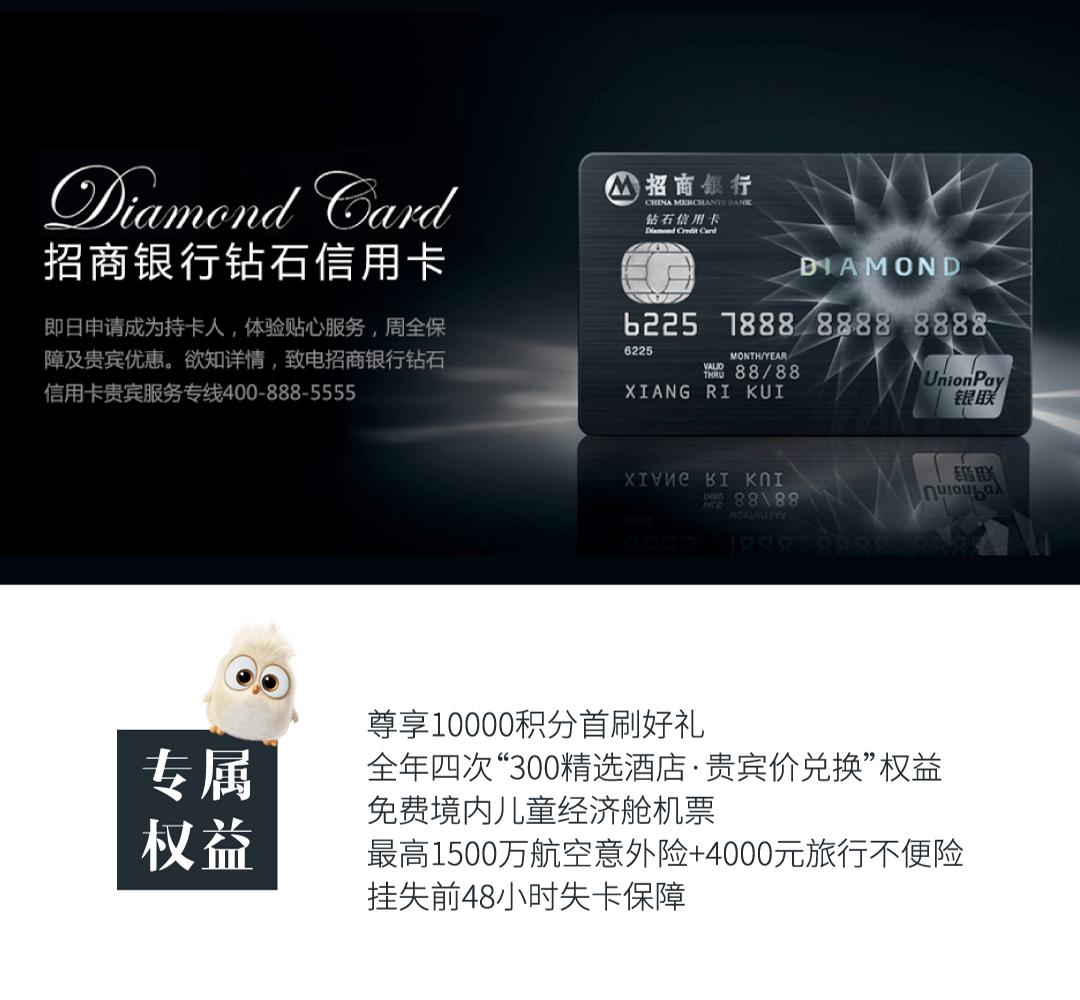 Diamond Card
招商银行钻石信用卡
即日申请成为持卡人，体验贴心服务，周全保
障及贵宾优惠。欲知详情，致电招商银行钻石
信用卡贵宾服务专线400-888-5555
招商银行
CHINA MERCHANTS BANK
钻石信用卡
Diamond Credit Card
DIAMOND
6225 7888 8888 8888
6225
MONTH/YEAR
VALID
THRU 88/88
XIANG RI KUI
UnionPay
银联
专属
权益
尊享10000积分首刷好礼
全年四次“300精选酒店·贵宾价兑换”权益
免费境内儿童经济舱机票
最高1500万航空意外险+4000元旅行不便险
挂失前48小时失卡保障